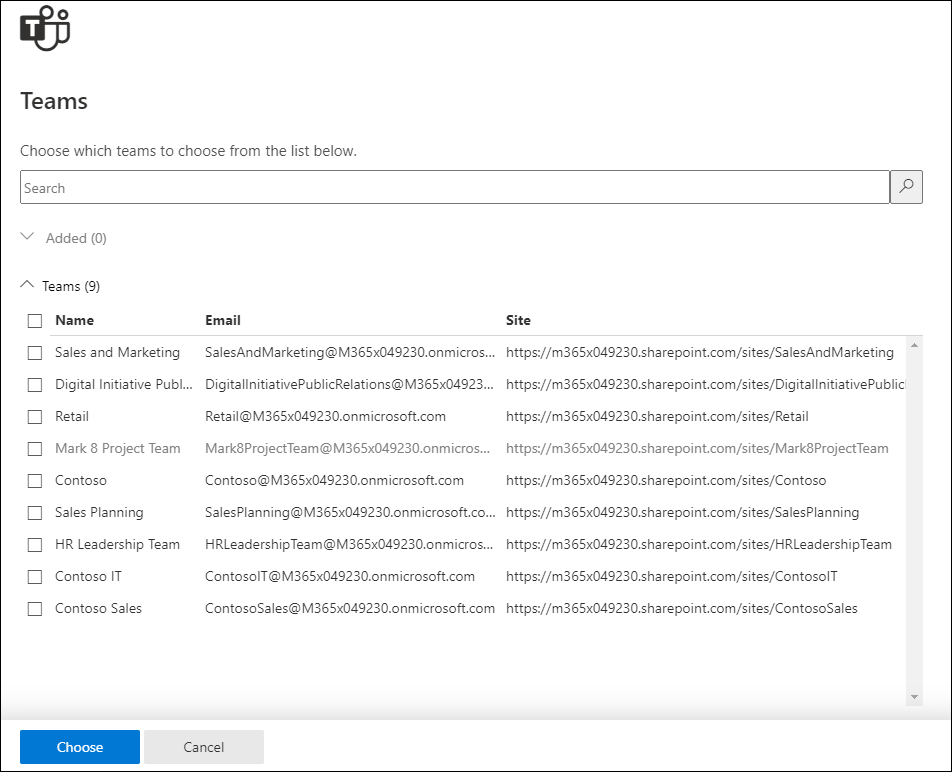 T
Teams
Choose which teams to choose from the list below.
Search
Added (0)
Teams (9)
Name Email Site
Sales and Marketing SalesAndMarketing@M365x049230.onmicros... https://m365x049230.sharepoint.com/sites/SalesAndMarketing
Digital Initiative Publ... DigitalInitiativePublicRelations@M365x04923... https://m365x049230.sharepoint.com/sites/DigitalInitiativePublicI
Retail Retail@M365x049230.onmicrosoft.com https://m365x049230.sharepoint.com/sites/Retail
Mark 8 Project Team Mark8ProjectTeam@M365x049230.onmicros... https://m365x049230.sharepoint.com/sites/Mark8ProjectTeam
Contoso Contoso@M365x049230.onmicrosoft.com https://m365x049230.sharepoint.com/sites/Contoso
Sales Planning SalesPlanning@M365x049230.onmicrosoft.co... https://m365x049230.sharepoint.com/sites/SalesPlanning
HR Leadership Team HRLeadershipTeam@M365x049230.onmicros... https://m365x049230.sharepoint.com/sites/HRLeadershipTeam
Contoso IT ContosoIT@M365x049230.onmicrosoft.com https://m365x049230.sharepoint.com/sites/ContosoIT
Contoso Sales ContosoSales@M365x049230.onmicrosoft.com https://m365x049230.sharepoint.com/sites/ContosoSales
Choose Cancel